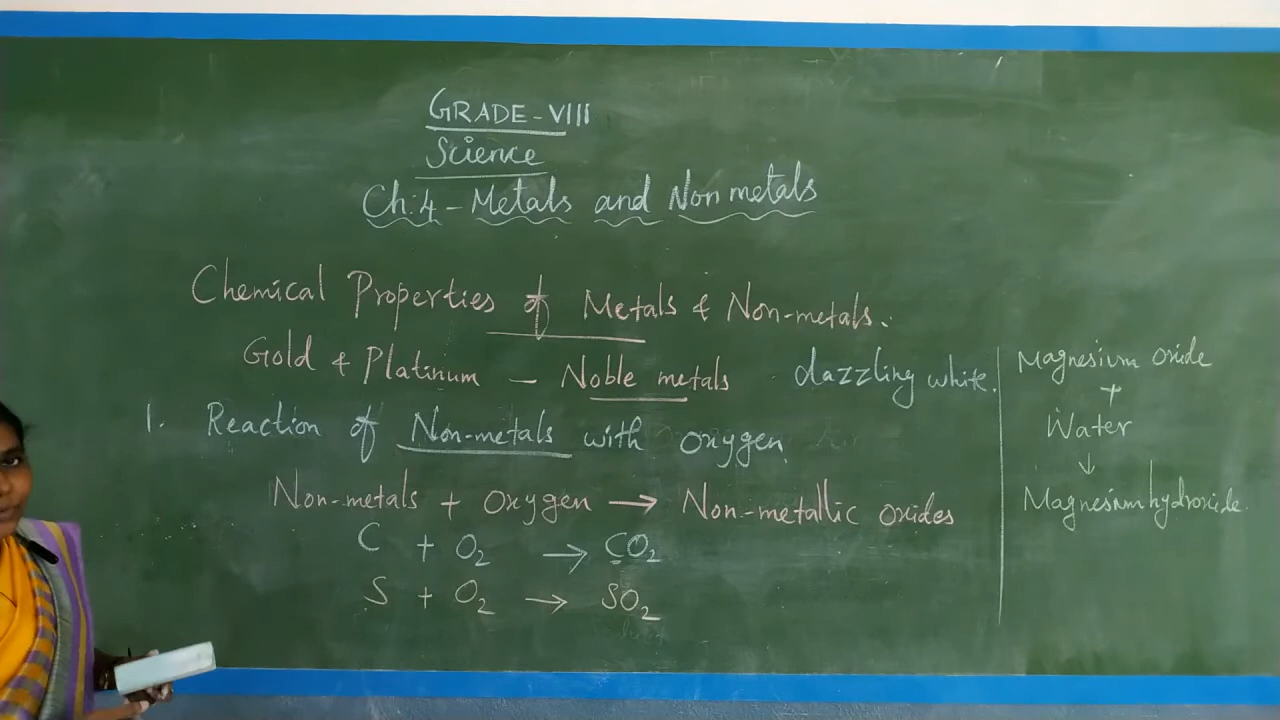 GRADE-VIII
Science
Ch:4 - Metals and Non metals
Chemical Properties of Metals & Non-metals.
Gold & Platinum - Noble metals
dazzling white.
1. Reaction of Non-metals with oxygen
Non-metals + Oxygen → Non-metallic oxides
C + O₂ → CO₂
S + O₂ → SO₂
Magnesium oxide
+
Water
↓
Magnesium hydroxide.